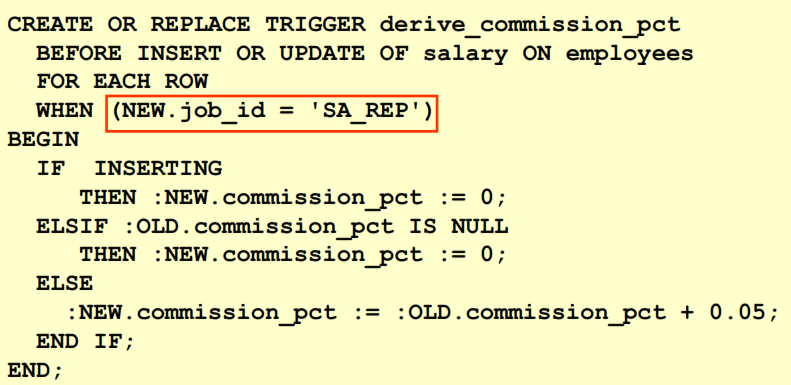 CREATE OR REPLACE TRIGGER derive_commission_pct
BEFORE INSERT OR UPDATE OF salary ON employees
FOR EACH ROW
WHEN (NEW.job_id = 'SA_REP')
BEGIN
IF INSERTING
THEN :NEW.commission_pct := 0;
ELSIF :OLD.commission_pct IS NULL
THEN :NEW.commission_pct := 0;
ELSE
:NEW.commission_pct := :OLD.commission_pct + 0.05;
END IF;
END;